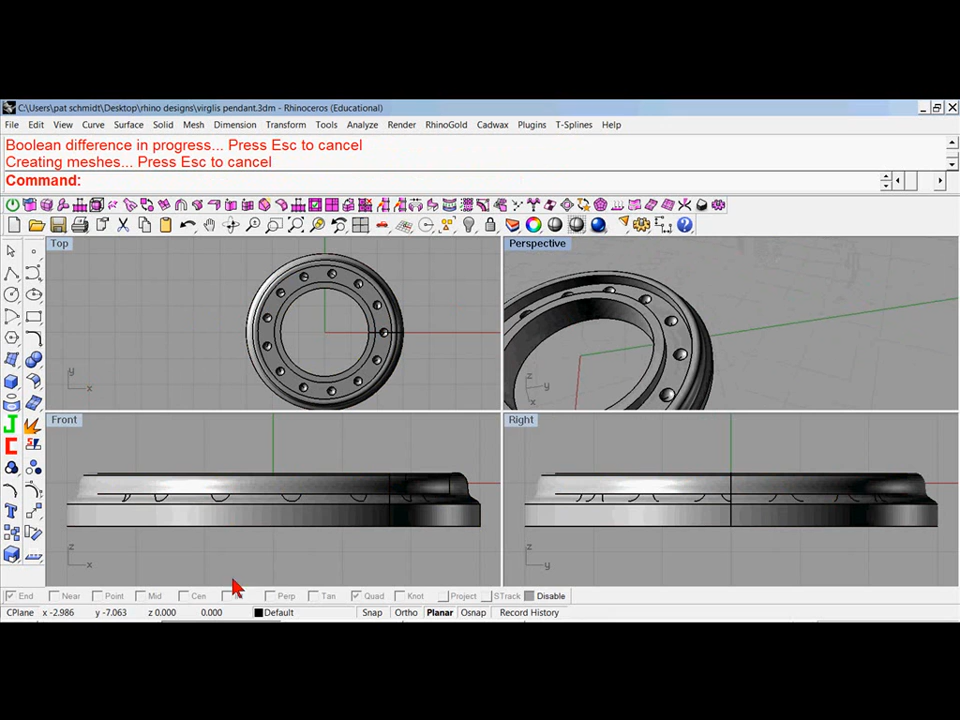 C:\Users\pat schmidt\Desktop\rhino designs\virglis pendant.3dm - Rhinoceros (Educational)
File Edit View Curve Surface Solid Mesh Dimension Transform Tools Analyze Render RhinoGold Cadwax Plugins T-Splines Help
Boolean difference in progress... Press Esc to cancel
Creating meshes... Press Esc to cancel
Command:
Top Perspective
y x z y x
Front Right
z x z y
End Near Point Mid Cen Perp Tan Quad Knot Project STrack Disable
CPlane x -2.986 y -7.063 z 0.000 0.000 Default Snap Ortho Planar Osnap Record History